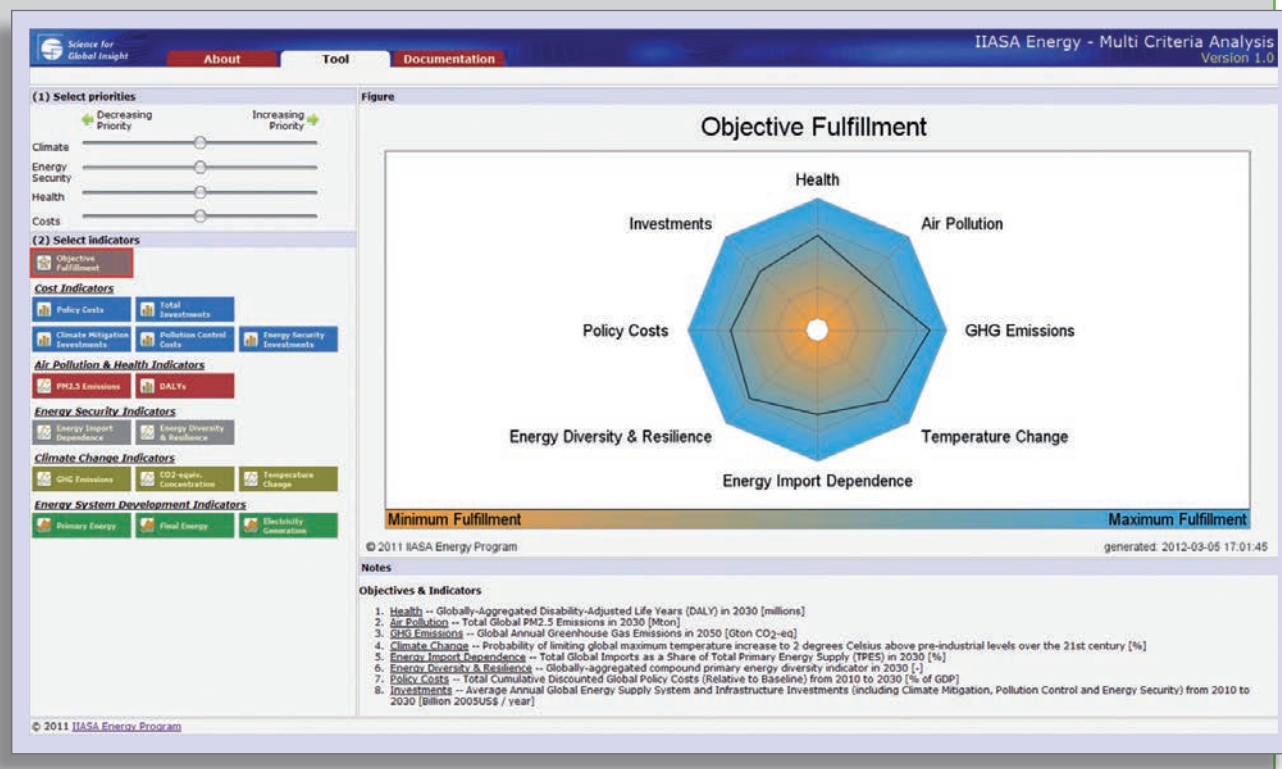 Science for
Global Insight
About
Tool
Documentation
IIASA Energy - Multi Criteria Analysis
Version 1.0
(1) Select priorities
Decreasing
Priority
Increasing
Priority
Climate
Energy
Security
Health
Costs
(2) Select indicators
Objective
Fulfillment
Cost Indicators
Policy Costs
Total
Investments
Climate Mitigation
Investments
Pollution Control
Costs
Energy Security
Investments
Air Pollution & Health Indicators
PM2.5 Emissions
DALYs
Energy Security Indicators
Energy Import
Dependence
Energy Diversity
& Resilience
Climate Change Indicators
GHG Emissions
CO2-equiv.
Concentration
Temperature
Change
Energy System Development Indicators
Primary Energy
Final Energy
Electricity
Generation
Figure
Objective Fulfillment
Health
Investments
Air Pollution
Policy Costs
GHG Emissions
Energy Diversity & Resilience
Temperature Change
Energy Import Dependence
Minimum Fulfillment
Maximum Fulfillment
© 2011 IIASA Energy Program
generated: 2012-03-05 17:01:45
Notes
Objectives & Indicators
1. Health -- Globally-Aggregated Disability-Adjusted Life Years (DALY) in 2030 [millions]
2. Air Pollution -- Total Global PM2.5 Emissions in 2030 [Mton]
3. GHG Emissions -- Global Annual Greenhouse Gas Emissions in 2050 [Gton CO2-eq]
4. Climate Change -- Probability of limiting global maximum temperature increase to 2 degrees Celsius above pre-industrial levels over the 21st century [%]
5. Energy Import Dependence -- Total Global Imports as a Share of Total Primary Energy Supply (TPES) in 2030 [%]
6. Energy Diversity & Resilience -- Globally-aggregated compound primary energy diversity indicator in 2030 [-]
7. Policy Costs -- Total Cumulative Discounted Global Policy Costs (Relative to Baseline) from 2010 to 2030 [% of GDP]
8. Investments -- Average Annual Global Energy Supply System and Infrastructure Investments (including Climate Mitigation, Pollution Control and Energy Security) from 2010 to
2030 [Billion 2005US$ / year]
© 2011 IIASA Energy Program